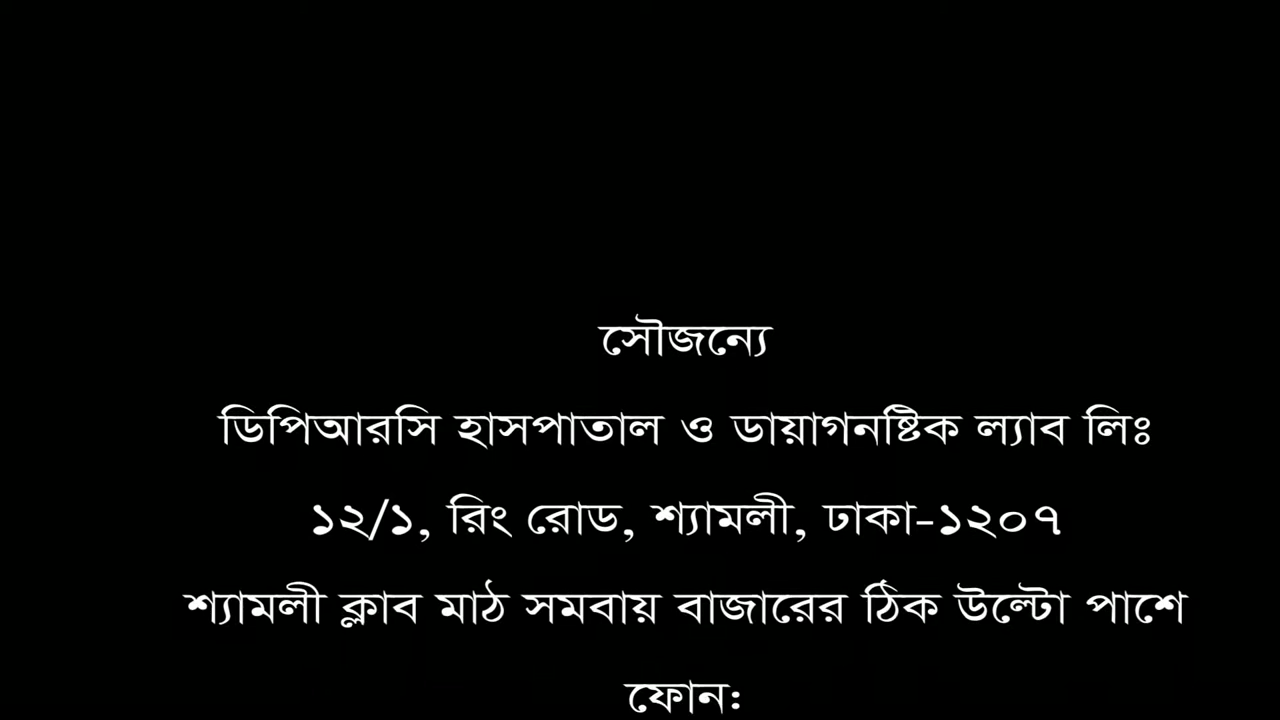 সৌজন্যে
ডিপিআরসি হাসপাতাল ও ডায়াগনষ্টিক ল্যাব লিঃ
১২/১, রিং রোড, শ্যামলী, ঢাকা-১২০৭
শ্যামলী ক্লাব মাঠ সমবায় বাজারের ঠিক উল্টো পাশে
ফোন: